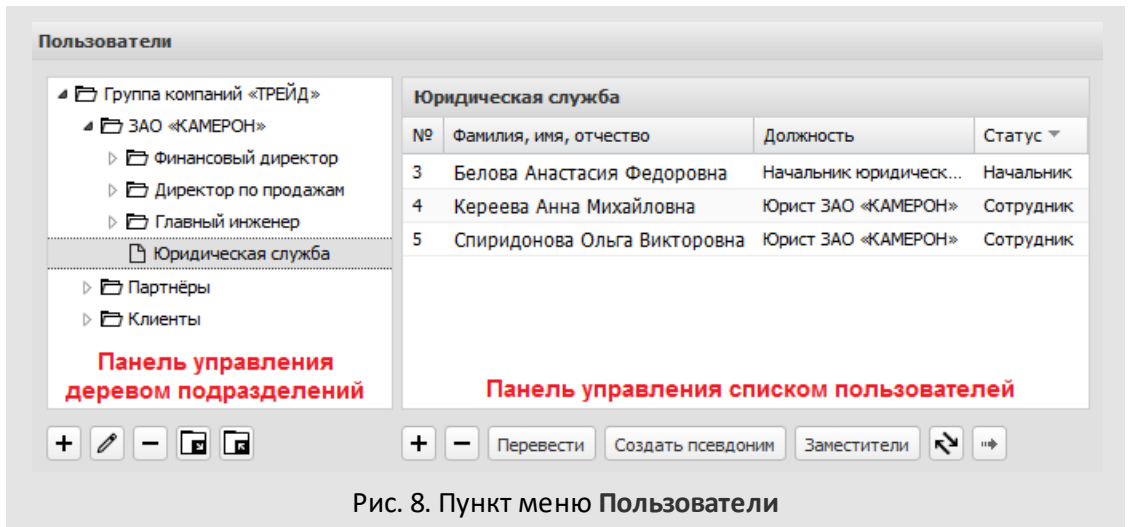 Пользователи
Группа компаний «ТРЕЙД»
ЗАО «КАМЕРОН»
Финансовый директор
Директор по продажам
Главный инженер
Юридическая служба
Партнёры
Клиенты
Панель управления
деревом подразделений
Юридическая служба
№ Фамилия, имя, отчество Должность Статус
3 Белова Анастасия Федоровна Начальник юридическ... Начальник
4 Кереева Анна Михайловна Юрист ЗАО «КАМЕРОН» Сотрудник
5 Спиридонова Ольга Викторовна Юрист ЗАО «КАМЕРОН» Сотрудник
Панель управления списком пользователей
Перевести Создать псевдоним Заместители
Рис. 8. Пункт меню Пользователи